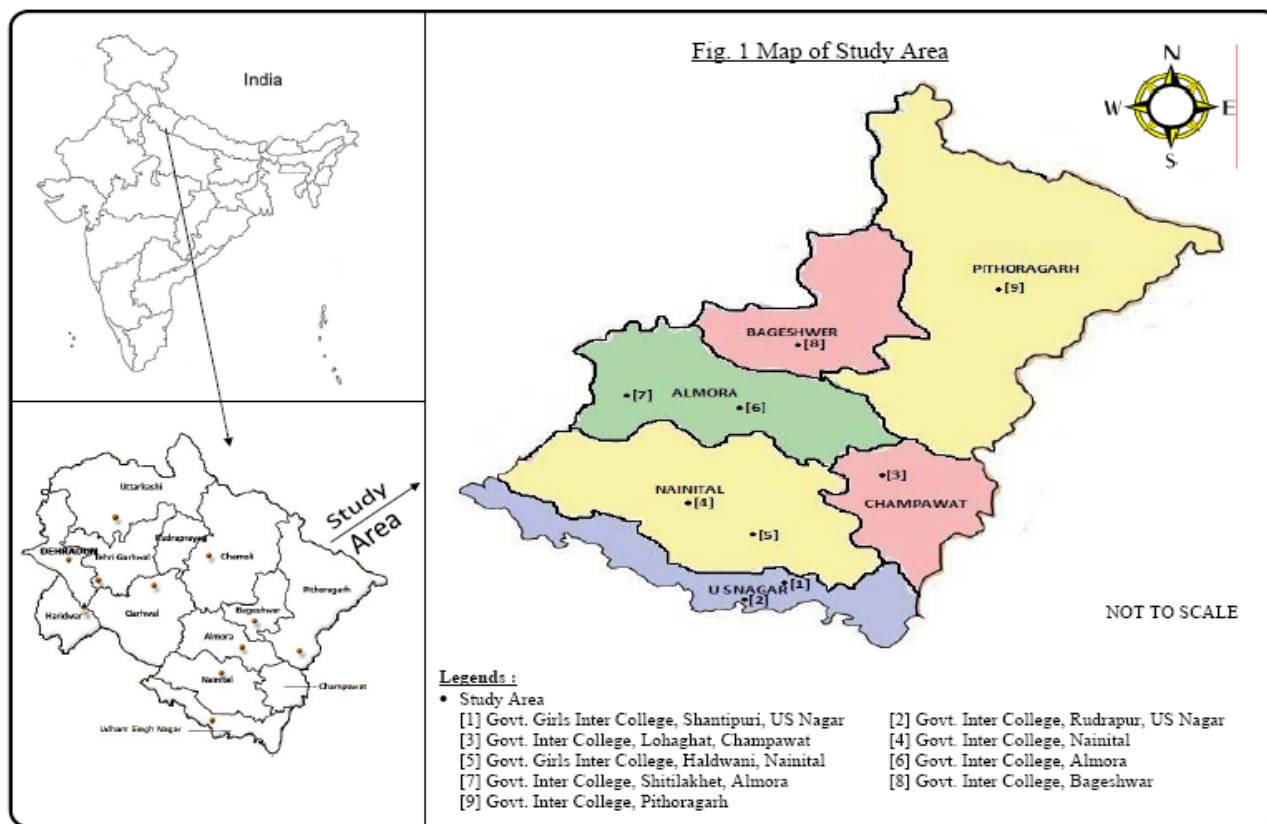 India
Fig. 1 Map of Study Area
N
W E
S
PITHORAGARH
[9]
BAGESHWER
[8]
ALMORA
[7]
[6]
[3]
NAINITAL
[4]
CHAMPAWAT
[5]
U S NAGAR
[1]
[2]
NOT TO SCALE
Uttarkashi
Study
Area
DEHRADUN
Tehri Garhwal
Rudraprayag
Chamoli
Pithoragarh
Haridwar
Garhwal
Bageshwar
Almora
Nainital
Champawat
Udham Singh Nagar
Legends :
• Study Area
[1] Govt. Girls Inter College, Shantipuri, US Nagar [2] Govt. Inter College, Rudrapur, US Nagar
[3] Govt. Inter College, Lohaghat, Champawat [4] Govt. Inter College, Nainital
[5] Govt. Girls Inter College, Haldwani, Nainital [6] Govt. Inter College, Almora
[7] Govt. Inter College, Shitilakhet, Almora [8] Govt. Inter College, Bageshwar
[9] Govt. Inter College, Pithoragarh